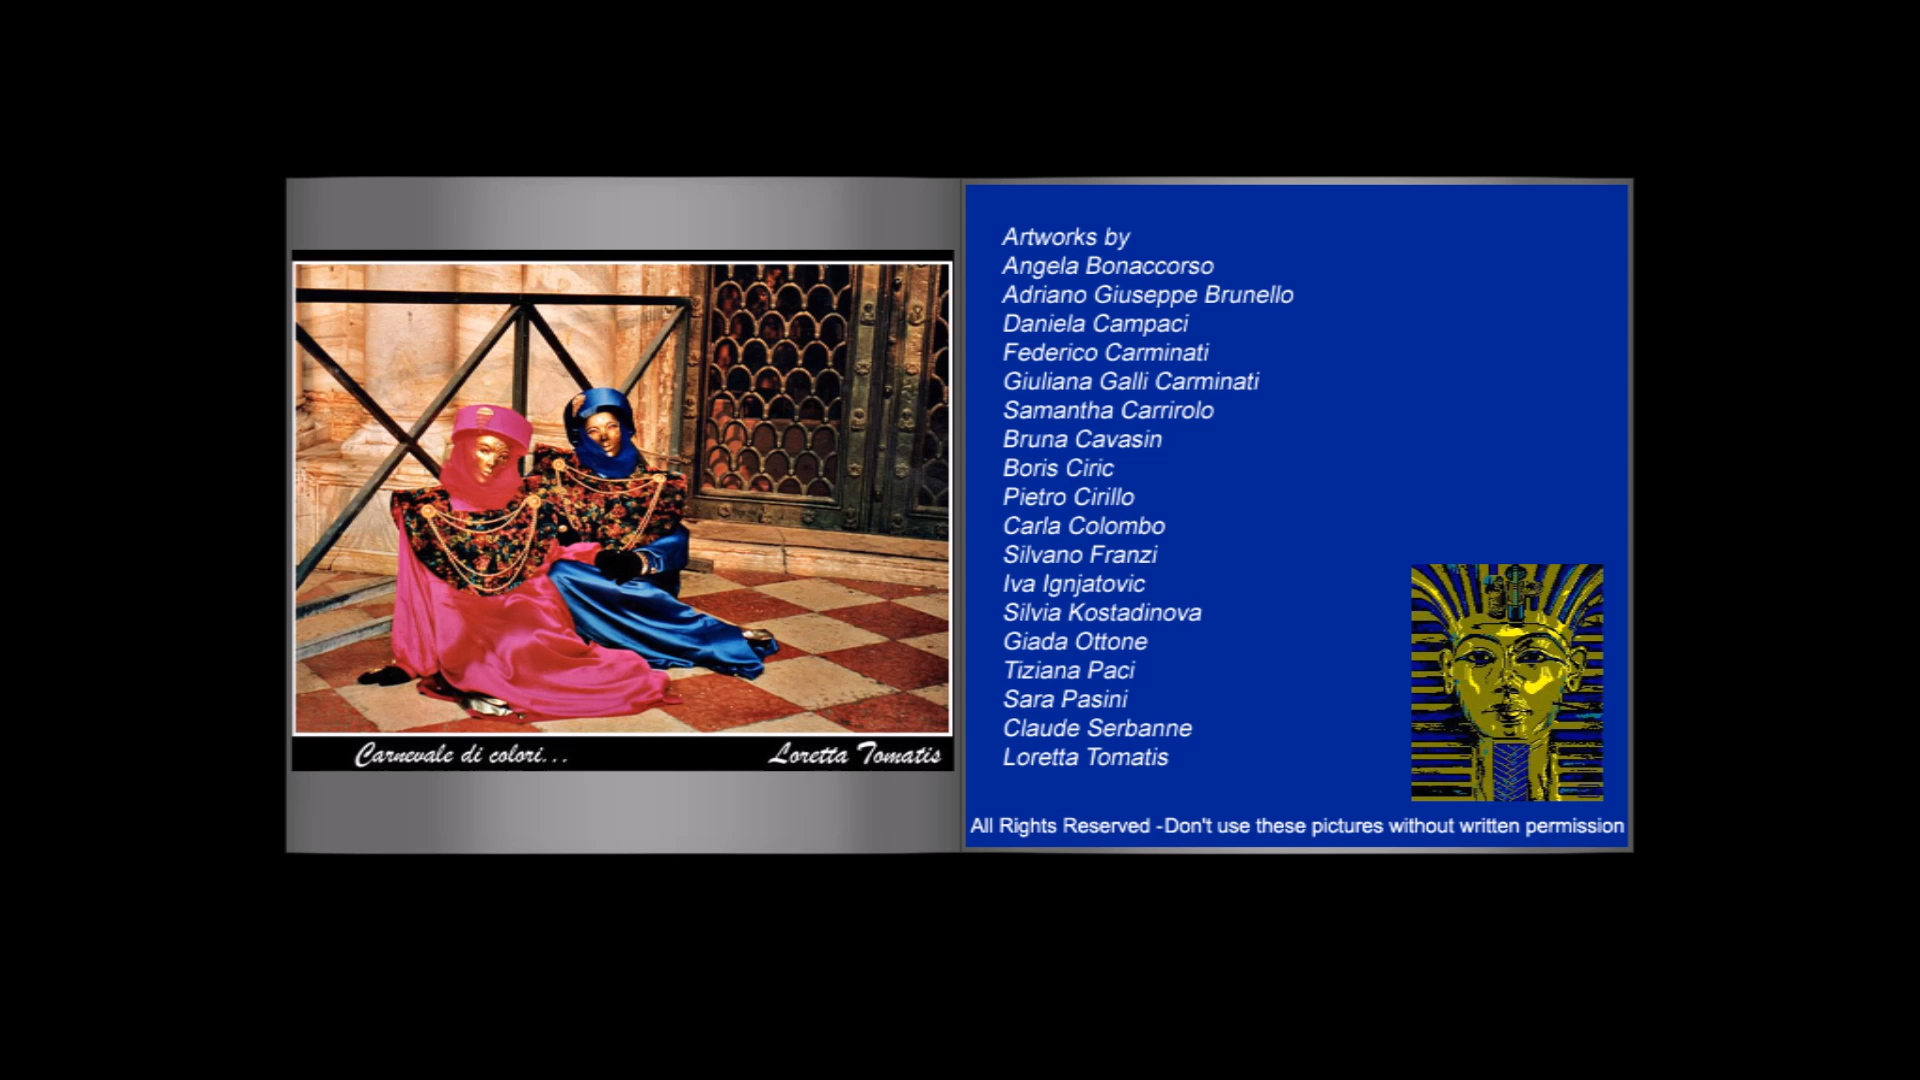 Carnevale di colori...
Loretta Tomatis
Artworks by
Angela Bonaccorso
Adriano Giuseppe Brunello
Daniela Campaci
Federico Carminati
Giuliana Galli Carminati
Samantha Carrirolo
Bruna Cavasin
Boris Ciric
Pietro Cirillo
Carla Colombo
Silvano Franzi
Iva Ignjatovic
Silvia Kostadinova
Giada Ottone
Tiziana Paci
Sara Pasini
Claude Serbanne
Loretta Tomatis
All Rights Reserved -Don't use these pictures without written permission